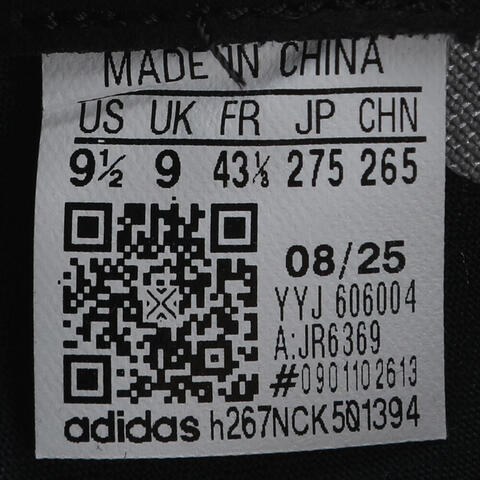 MADE IN CHINA
US UK FR JP CHN
9½ 9 43⅓ 275 265
08/25
YYJ 606004
A:JR6369
#0901102613
adidas h267NCK5Q1394